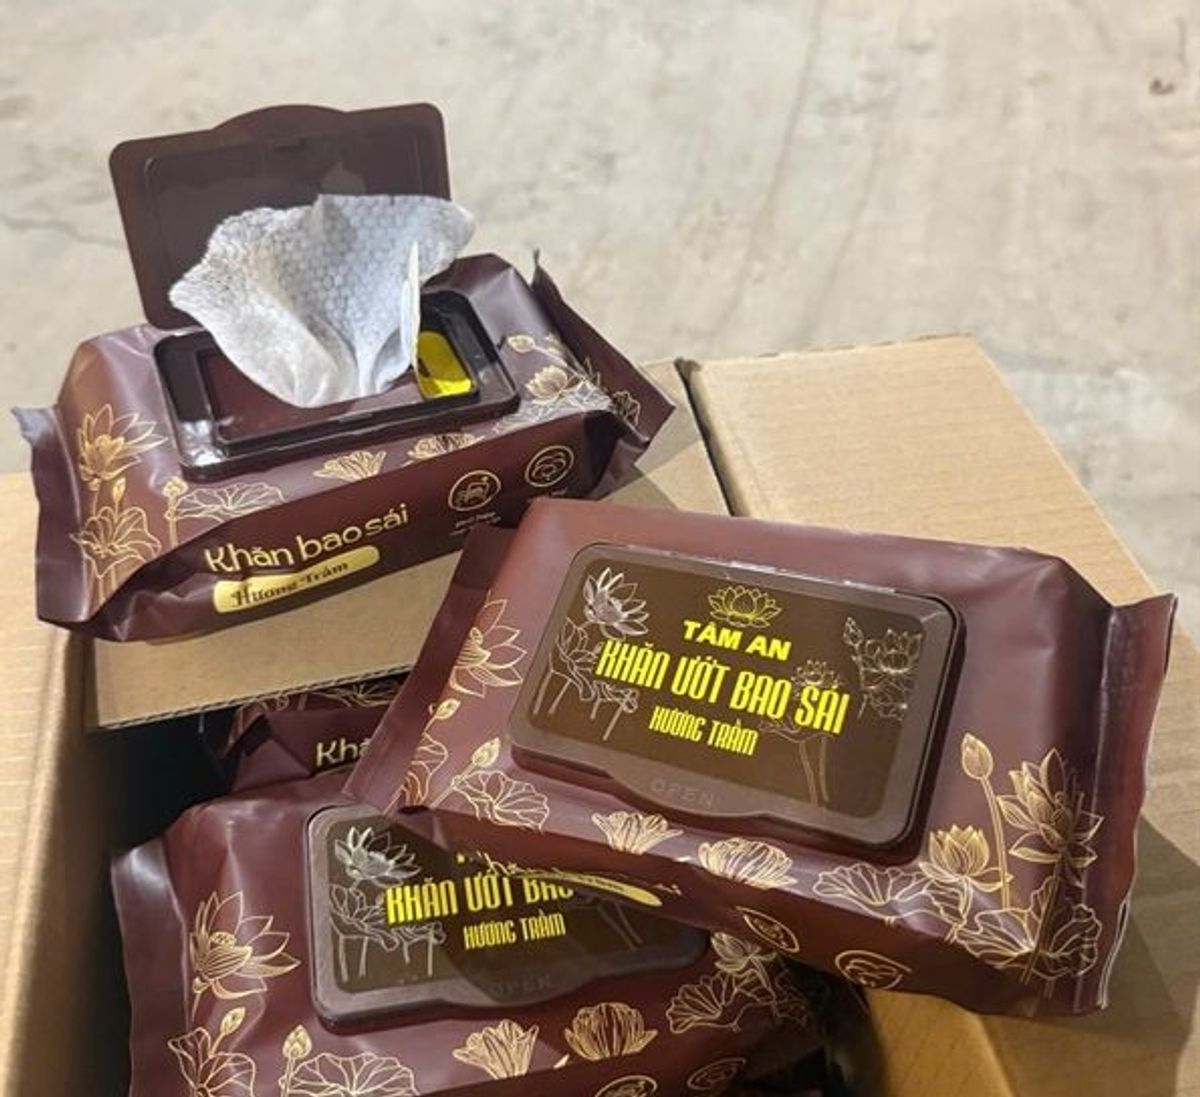 Khăn bao sái
Hương Trầm
TÂM AN
KHĂN ƯỚT BAO SÁI
HƯƠNG TRẦM
OPEN
Khă
KHĂN ƯỚT BAO
HƯƠNG TRẦM
OPEN